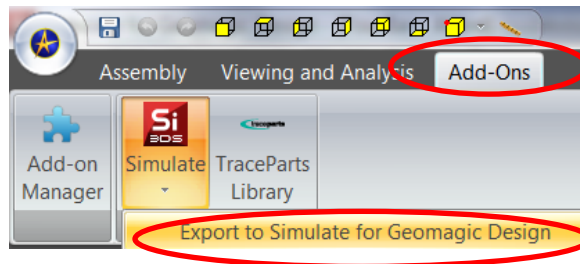 Assembly Viewing and Analysis Add-Ons
Si
3DS
traceparts
Add-on Manager
Simulate
TraceParts Library
Export to Simulate for Geomagic Design